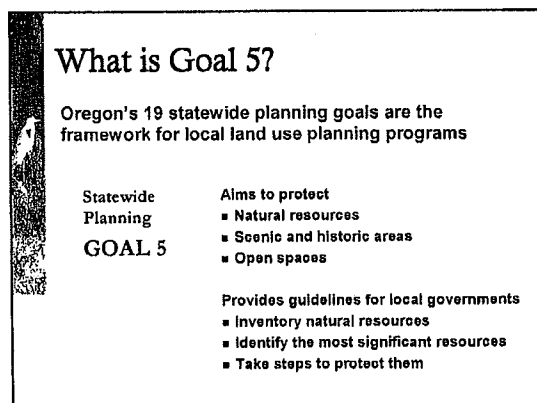 What is Goal 5?
Oregon's 19 statewide planning goals are the
framework for local land use planning programs
Statewide
Planning
GOAL 5
Aims to protect
▪ Natural resources
▪ Scenic and historic areas
▪ Open spaces
Provides guidelines for local governments
▪ Inventory natural resources
▪ Identify the most significant resources
▪ Take steps to protect them